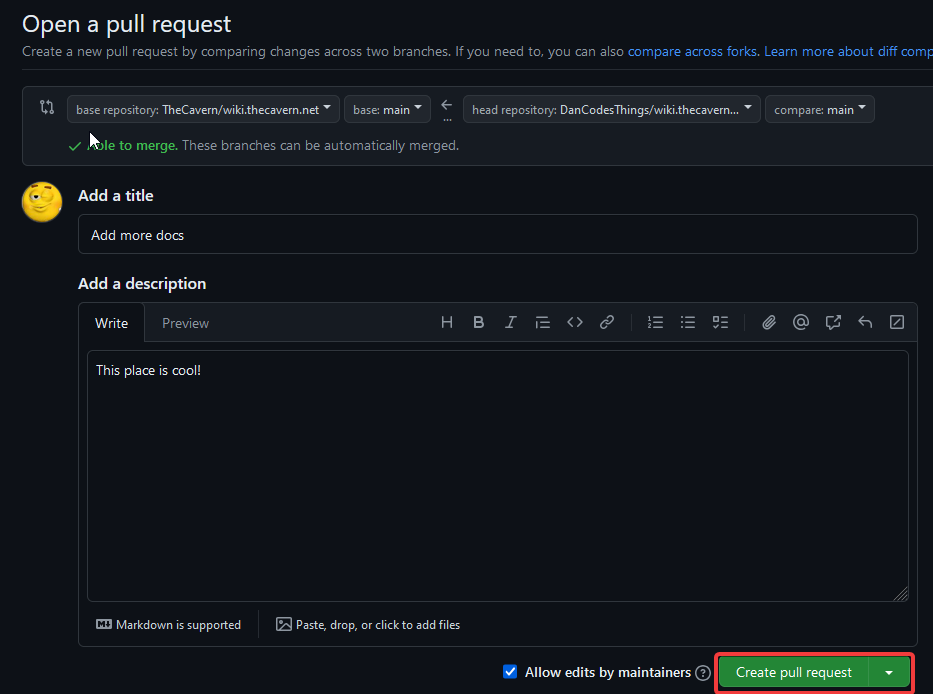 Open a pull request
Create a new pull request by comparing changes across two branches. If you need to, you can also compare across forks. Learn more about diff comp
base repository: TheCavern/wiki.thecavern.net base: main ... head repository: DanCodesThings/wiki.thecavern... compare: main
ble to merge. These branches can be automatically merged.
Add a title
Add more docs
Add a description
Write Preview
This place is cool!
Markdown is supported Paste, drop, or click to add files
Allow edits by maintainers Create pull request